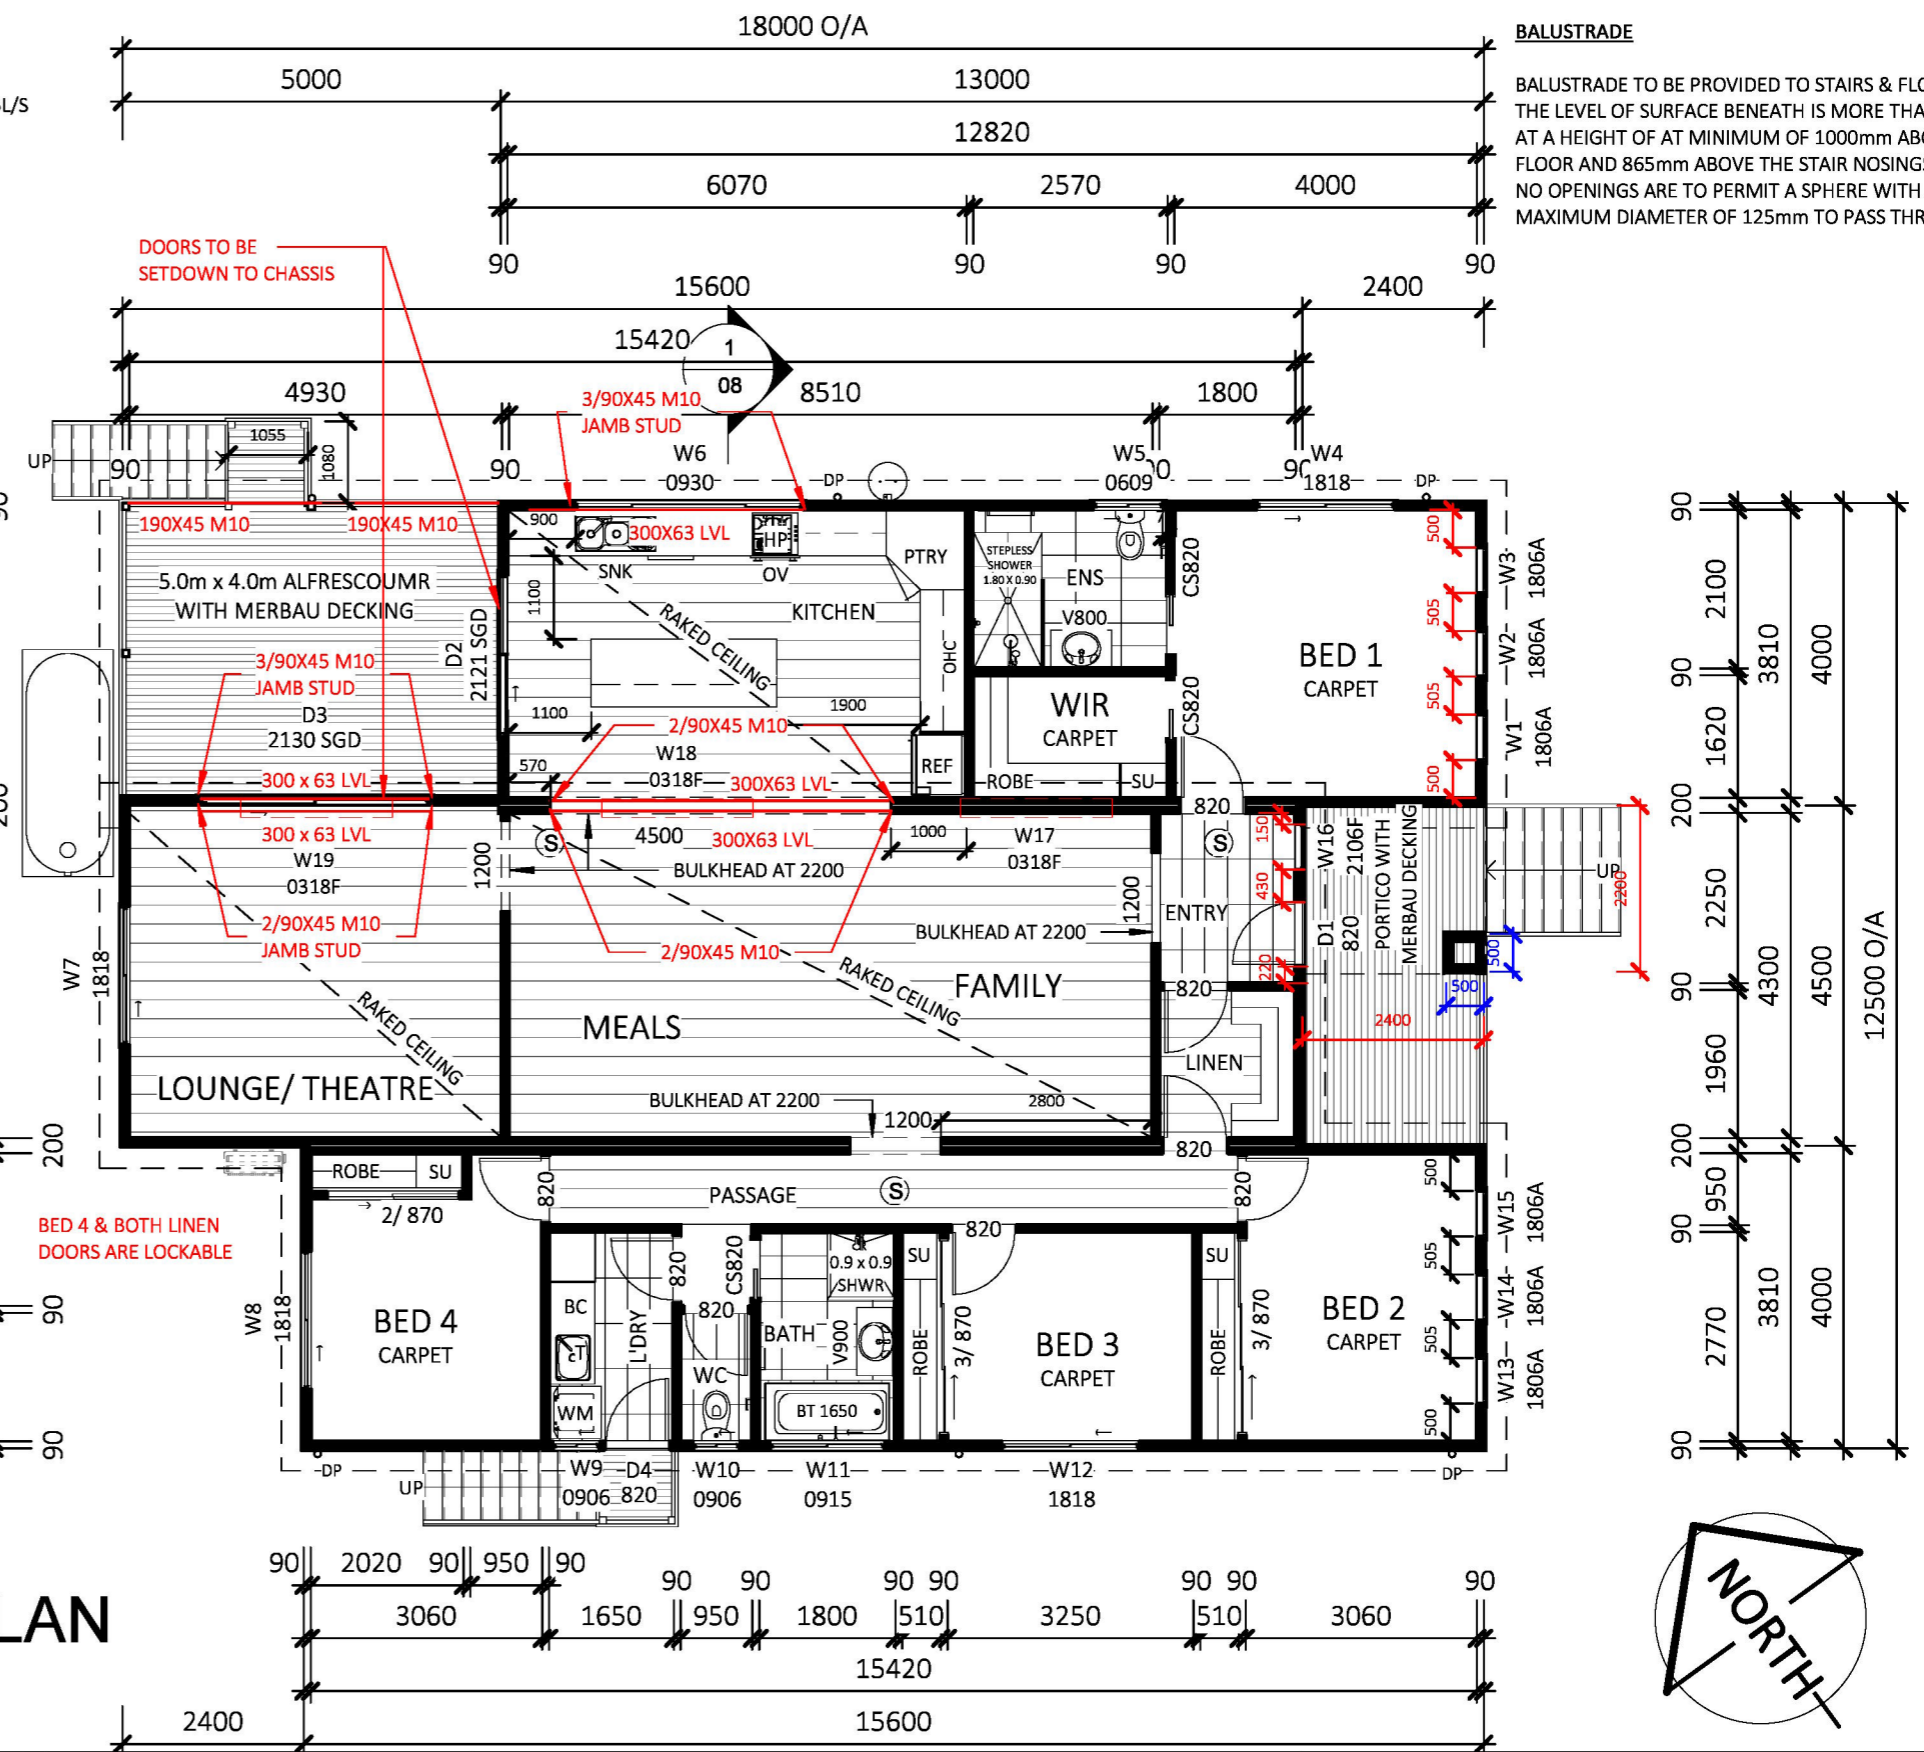 18000 O/A
5000
13000
12820
6070
2570
4000
90
90
90
90
15600
2400
15420
1
08
4930
8510
1800
BALUSTRADE
BALUSTRADE TO BE PROVIDED TO STAIRS &
THE LEVEL OF SURFACE BENEATH IS MORE
AT A HEIGHT OF AT MINIMUM OF 1000mm
FLOOR AND 865mm ABOVE THE STAIR
NO OPENINGS ARE TO PERMIT A SPHERE WITH
MAXIMUM DIAMETER OF 125mm TO PASS
L/S
DOORS TO BE
SETDOWN TO CHASSIS
3/90X45 M10
JAMB STUD
UP
1055
1080
90
90
W6
0930
DP
W5
0609
W4
1818
DP
190X45 M10
190X45 M10
900
300X63 LVL
HP
SNK
OV
PTRY
1100
KITCHEN
RAKED CEILING
OHC
STEPLESS
SHOWER
1.80 X 0.90
ENS
V800
CS820
5.0m x 4.0m ALFRESCOUMR
WITH MERBAU DECKING
D2
2121 SGD
3/90X45 M10
JAMB STUD
D3
2130 SGD
300 x 63 LVL
1100
1900
2/90X45 M10
W18
0318F
570
300X63 LVL
REF
WIR
CARPET
ROBE
SU
CS820
BED 1
CARPET
500
505
505
500
W3
1806A
W2
1806A
W1
1806A
90
2100
90
1620
200
2250
90
1960
200
950
90
2770
90
3810
4300
3810
4000
4500
4000
12500 O/A
300 x 63 LVL
W19
0318F
2/90X45 M10
JAMB STUD
W7
1818
RAKED CEILING
LOUNGE/ THEATRE
1200
S
4500
300X63 LVL
1000
W17
0318F
BULKHEAD AT 2200
BULKHEAD AT 2200
2/90X45 M10
RAKED CEILING
FAMILY
MEALS
BULKHEAD AT 2200
1200
2800
1200
820
S
ENTRY
150
430
220
W16
2106F
D1
820
PORTICO WITH
MERBAU DECKING
UP
2200
500
500
2400
820
LINEN
820
ROBE
SU
2/ 870
820
PASSAGE
S
820
820
BED 4 & BOTH LINEN
DOORS ARE LOCKABLE
200
90
90
W8
1818
BED 4
CARPET
BC
WM
L'DRY
820
CS820
820
WC
BATH
0.9 x 0.9
SHWR
V900
BT 1650
SU
ROBE
3/ 870
BED 3
CARPET
SU
ROBE
3/ 870
BED 2
CARPET
500
505
505
500
W15
1806A
W14
1806A
W13
1806A
DP
UP
W9
0906
D4
820
W10
0906
W11
0915
W12
1818
DP
90
2020
90
950
90
90
90
90
90
90
90
90
3060
1650
950
1800
510
3250
510
3060
15420
2400
15600
LAN
NORTH